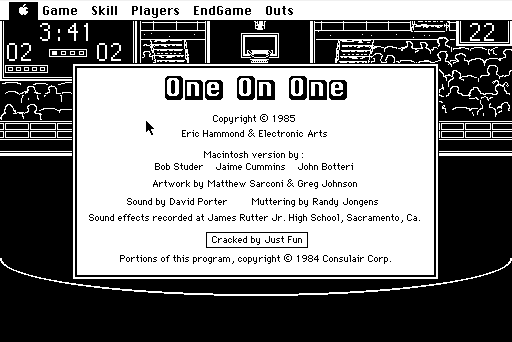 Game Skill Players EndGame Outs
3:41
02 02
22
One On One
Copyright © 1985
Eric Hammond & Electronic Arts
Macintosh version by :
Bob Studer Jaime Cummins John Botteri
Artwork by Matthew Sarconi & Greg Johnson
Sound by David Porter Muttering by Randy Jongens
Sound effects recorded at James Rutter Jr. High School, Sacramento, Ca.
Cracked by Just Fun
Portions of this program, copyright © 1984 Consulair Corp.